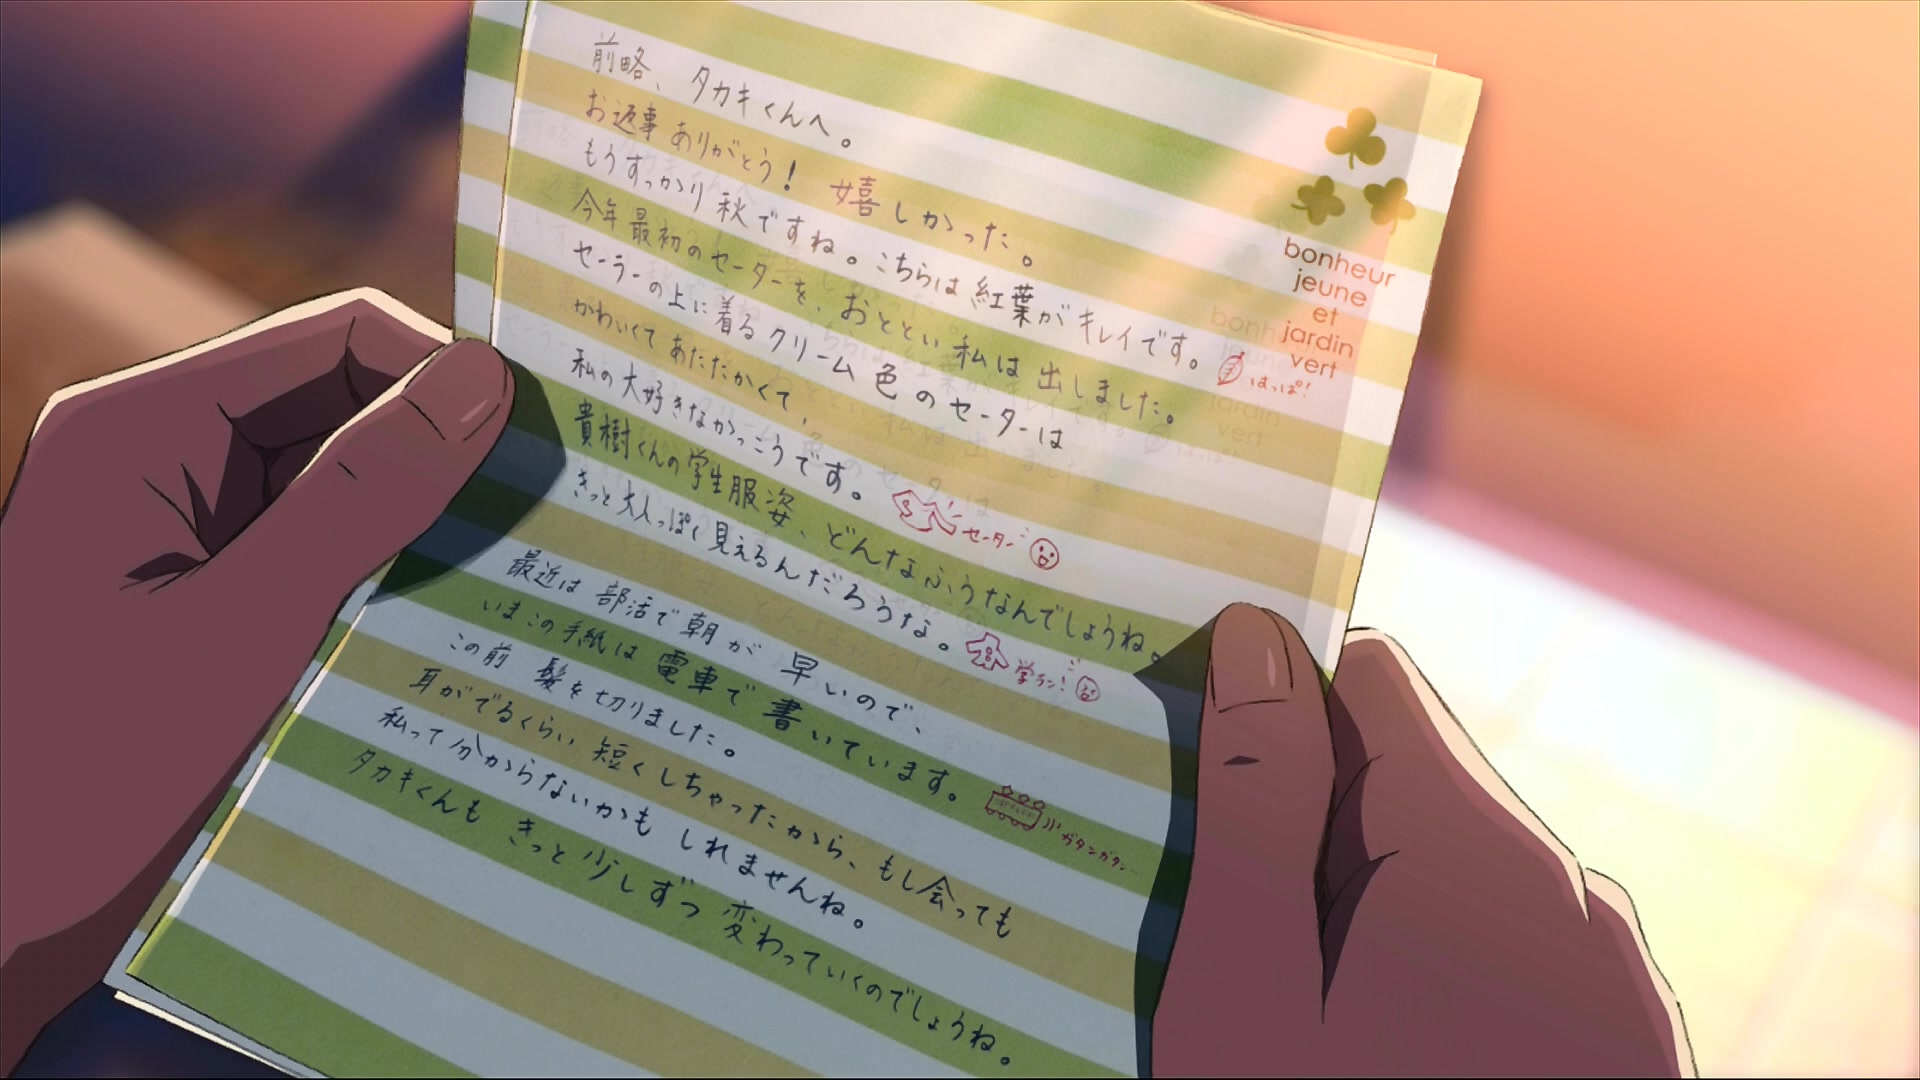 前略、タカキくんへ。
お返事ありがとう! 嬉しかった。
もうすっかり秋ですね。こちらは紅葉がキレイです。
はっぱ!
今年最初のセーターを、おととい私は出しました。
セーラーの上に着るクリーム色のセーターは
かわいくてあたたかくて、
私の大好きなかっこうです。
セーター
貴樹くんの学生服姿、どんなふうなんでしょうね。
きっと大人っぽく見えるんだろうな。
学ラン!
最近は部活で朝が早いので、
いまこの手紙は電車で書いています。
ガタンガタン…
この前髪を切りました。
耳がでるくらい短くしちゃったから、もし会っても
私って分からないかもしれませんね。
タカキくんもきっと少しずつ変わっていくのでしょうね。
bonheur
jeune
et
jardin
vert